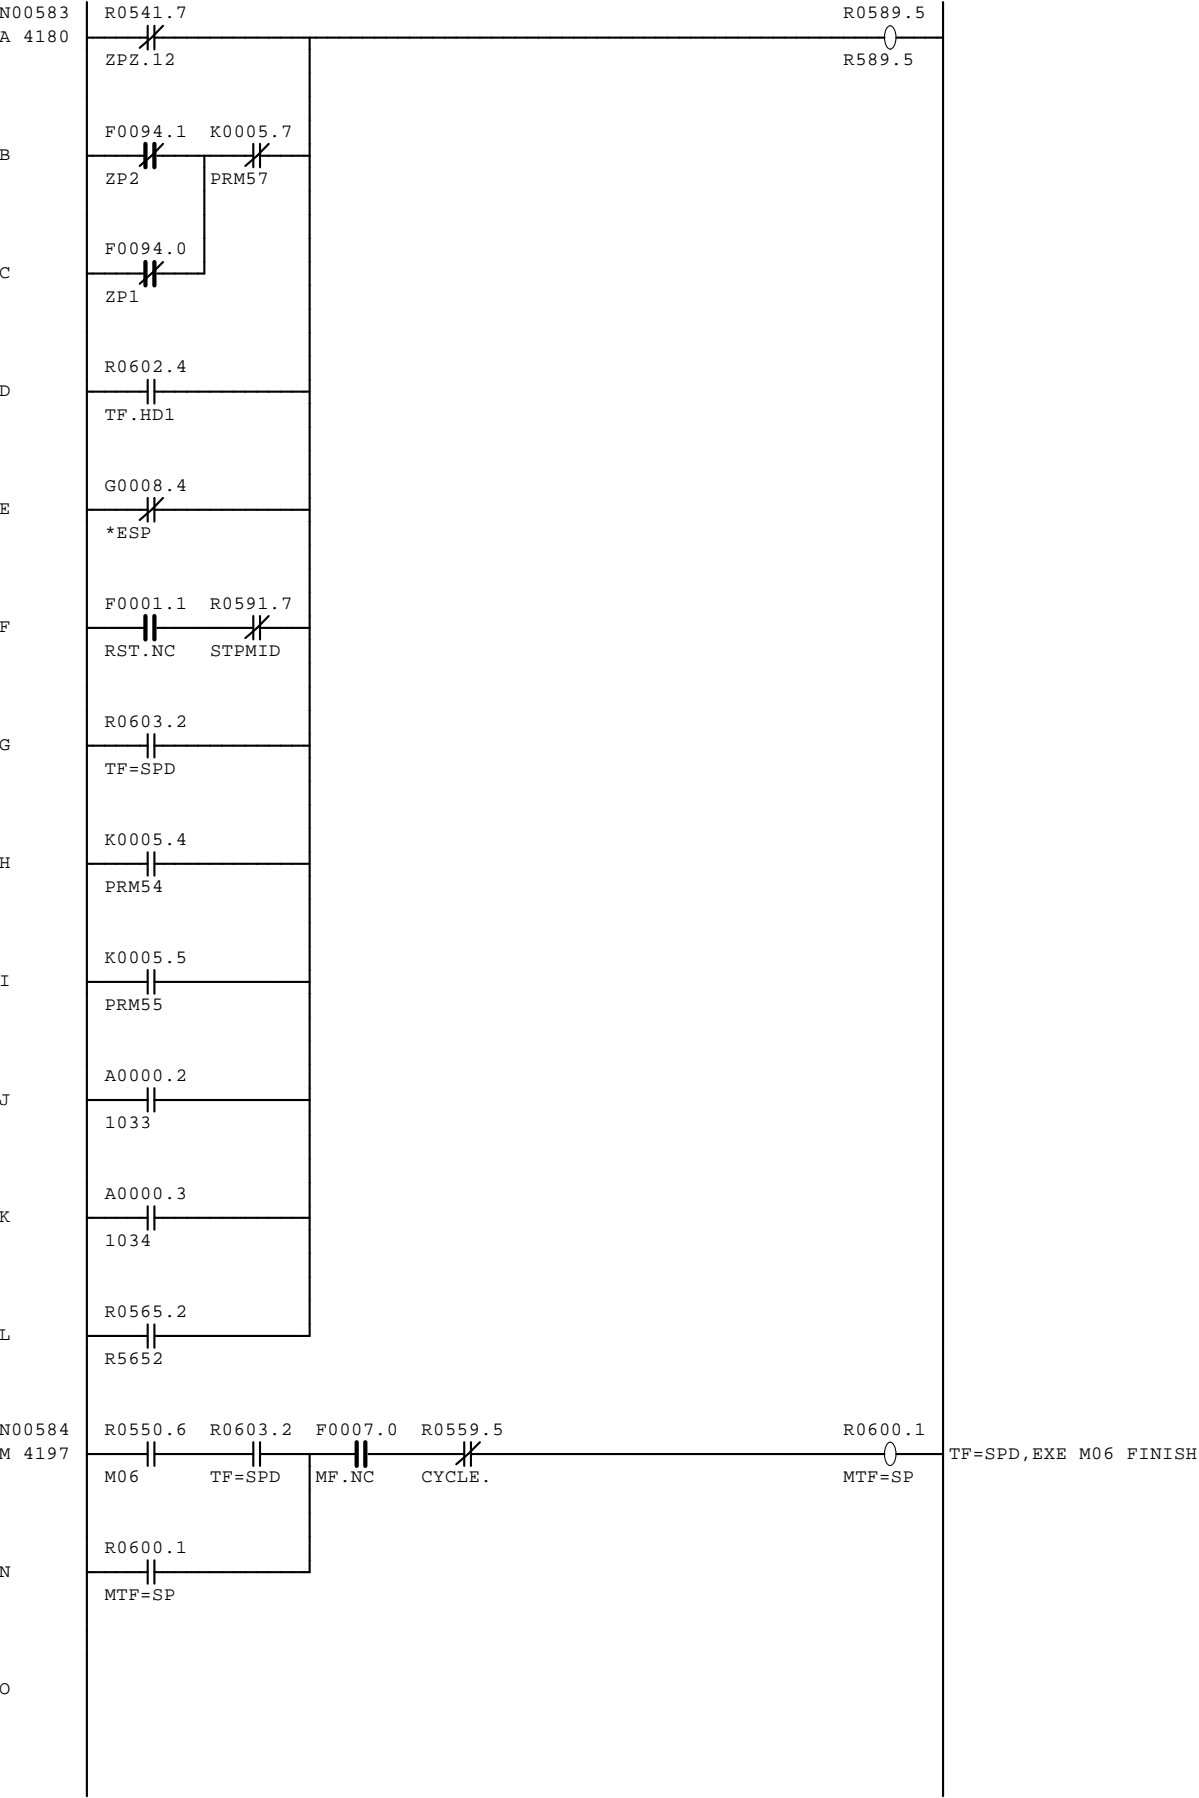 N00583 R0541.7 R0589.5
A 4180
ZPZ.12 R589.5
F0094.1 K0005.7
B
ZP2 PRM57
F0094.0
C
ZP1
R0602.4
D
TF.HD1
G0008.4
E
*ESP
F0001.1 R0591.7
F
RST.NC STPMID
R0603.2
G
TF=SPD
K0005.4
H
PRM54
K0005.5
I
PRM55
A0000.2
J
1033
A0000.3
K
1034
R0565.2
L
R5652
N00584 R0550.6 R0603.2 F0007.0 R0559.5 R0600.1
M 4197 TF=SPD,EXE M06 FINISH
M06 TF=SPD MF.NC CYCLE. MTF=SP
R0600.1
N
MTF=SP
O